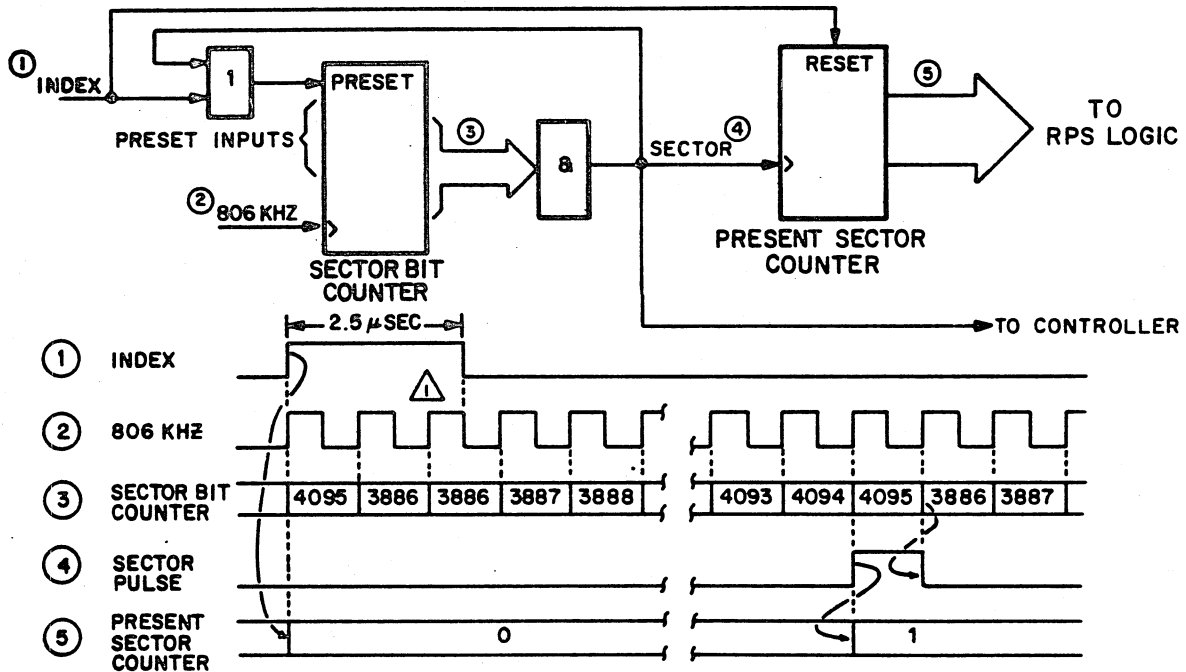 ① INDEX
1
PRESET
PRESET INPUTS
② 806 KHZ
SECTOR BIT
COUNTER
③
&
SECTOR ④
RESET
PRESENT SECTOR
COUNTER
⑤
TO
RPS LOGIC
TO CONTROLLER
2.5 μSEC
① INDEX
1
② 806 KHZ
③ SECTOR BIT
COUNTER
4095 3886 3886 3887 3888 4093 4094 4095 3886 3887
④ SECTOR
PULSE
⑤ PRESENT
SECTOR
COUNTER
0 1